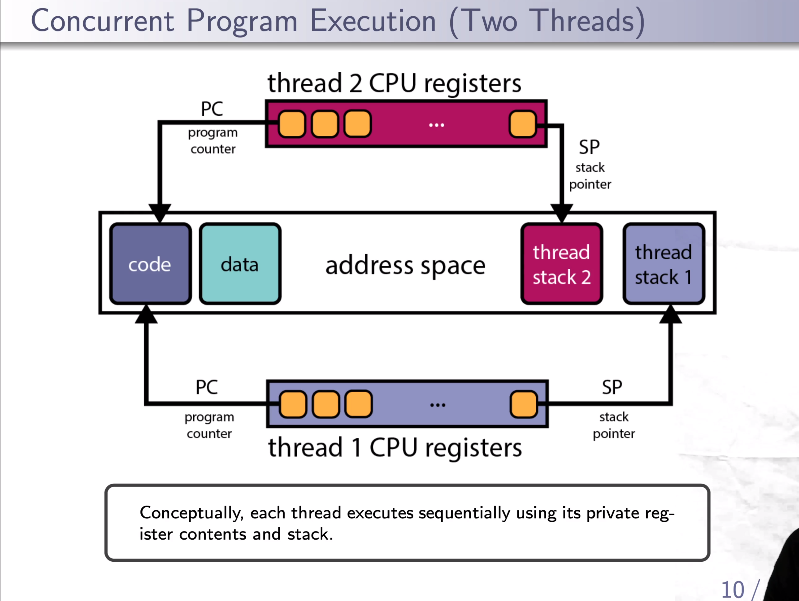 Concurrent Program Execution (Two Threads)
thread 2 CPU registers
PC
program
counter
...
SP
stack
pointer
code
data
address space
thread
stack 2
thread
stack 1
PC
program
counter
...
SP
stack
pointer
thread 1 CPU registers
Conceptually, each thread executes sequentially using its private reg-
ister contents and stack.
10 /